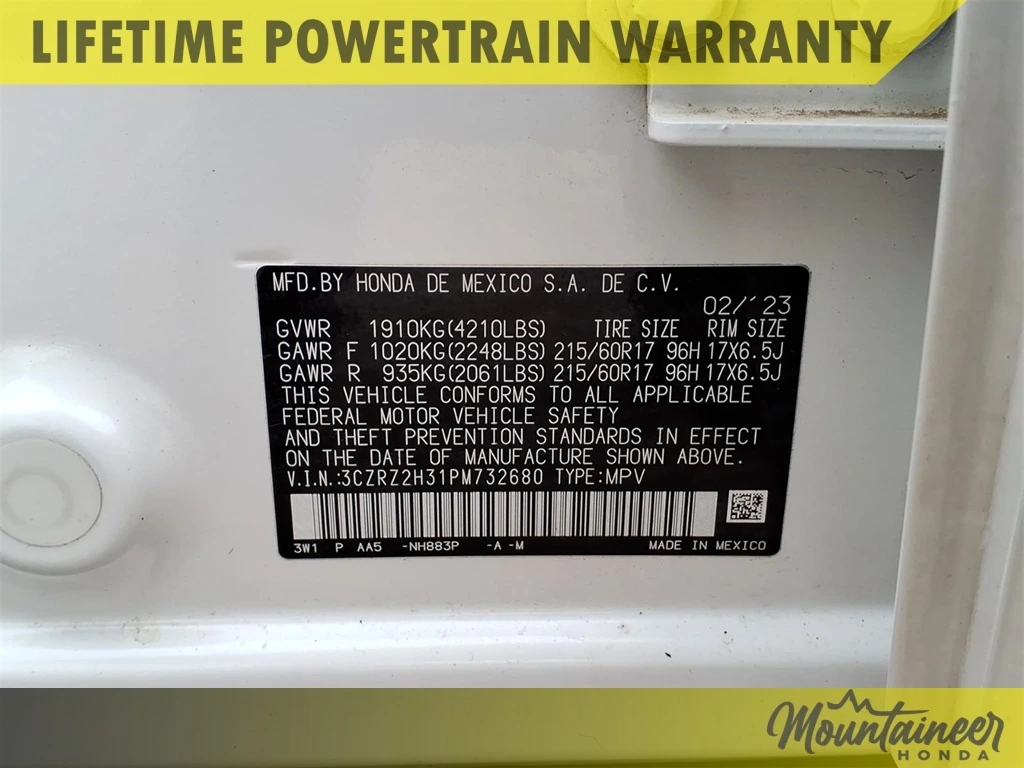 LIFETIME POWERTRAIN WARRANTY
MFD.BY HONDA DE MEXICO S.A. DE C.V.
02/´23
GVWR 1910KG(4210LBS) TIRE SIZE RIM SIZE
GAWR F 1020KG(2248LBS) 215/60R17 96H 17X6.5J
GAWR R 935KG(2061LBS) 215/60R17 96H 17X6.5J
THIS VEHICLE CONFORMS TO ALL APPLICABLE
FEDERAL MOTOR VEHICLE SAFETY
AND THEFT PREVENTION STANDARDS IN EFFECT
ON THE DATE OF MANUFACTURE SHOWN ABOVE.
V.I.N.:3CZRZ2H31PM732680 TYPE:MPV
3W1 P AA5 -NH883P -A -M MADE IN MEXICO
Mountaineer
HONDA